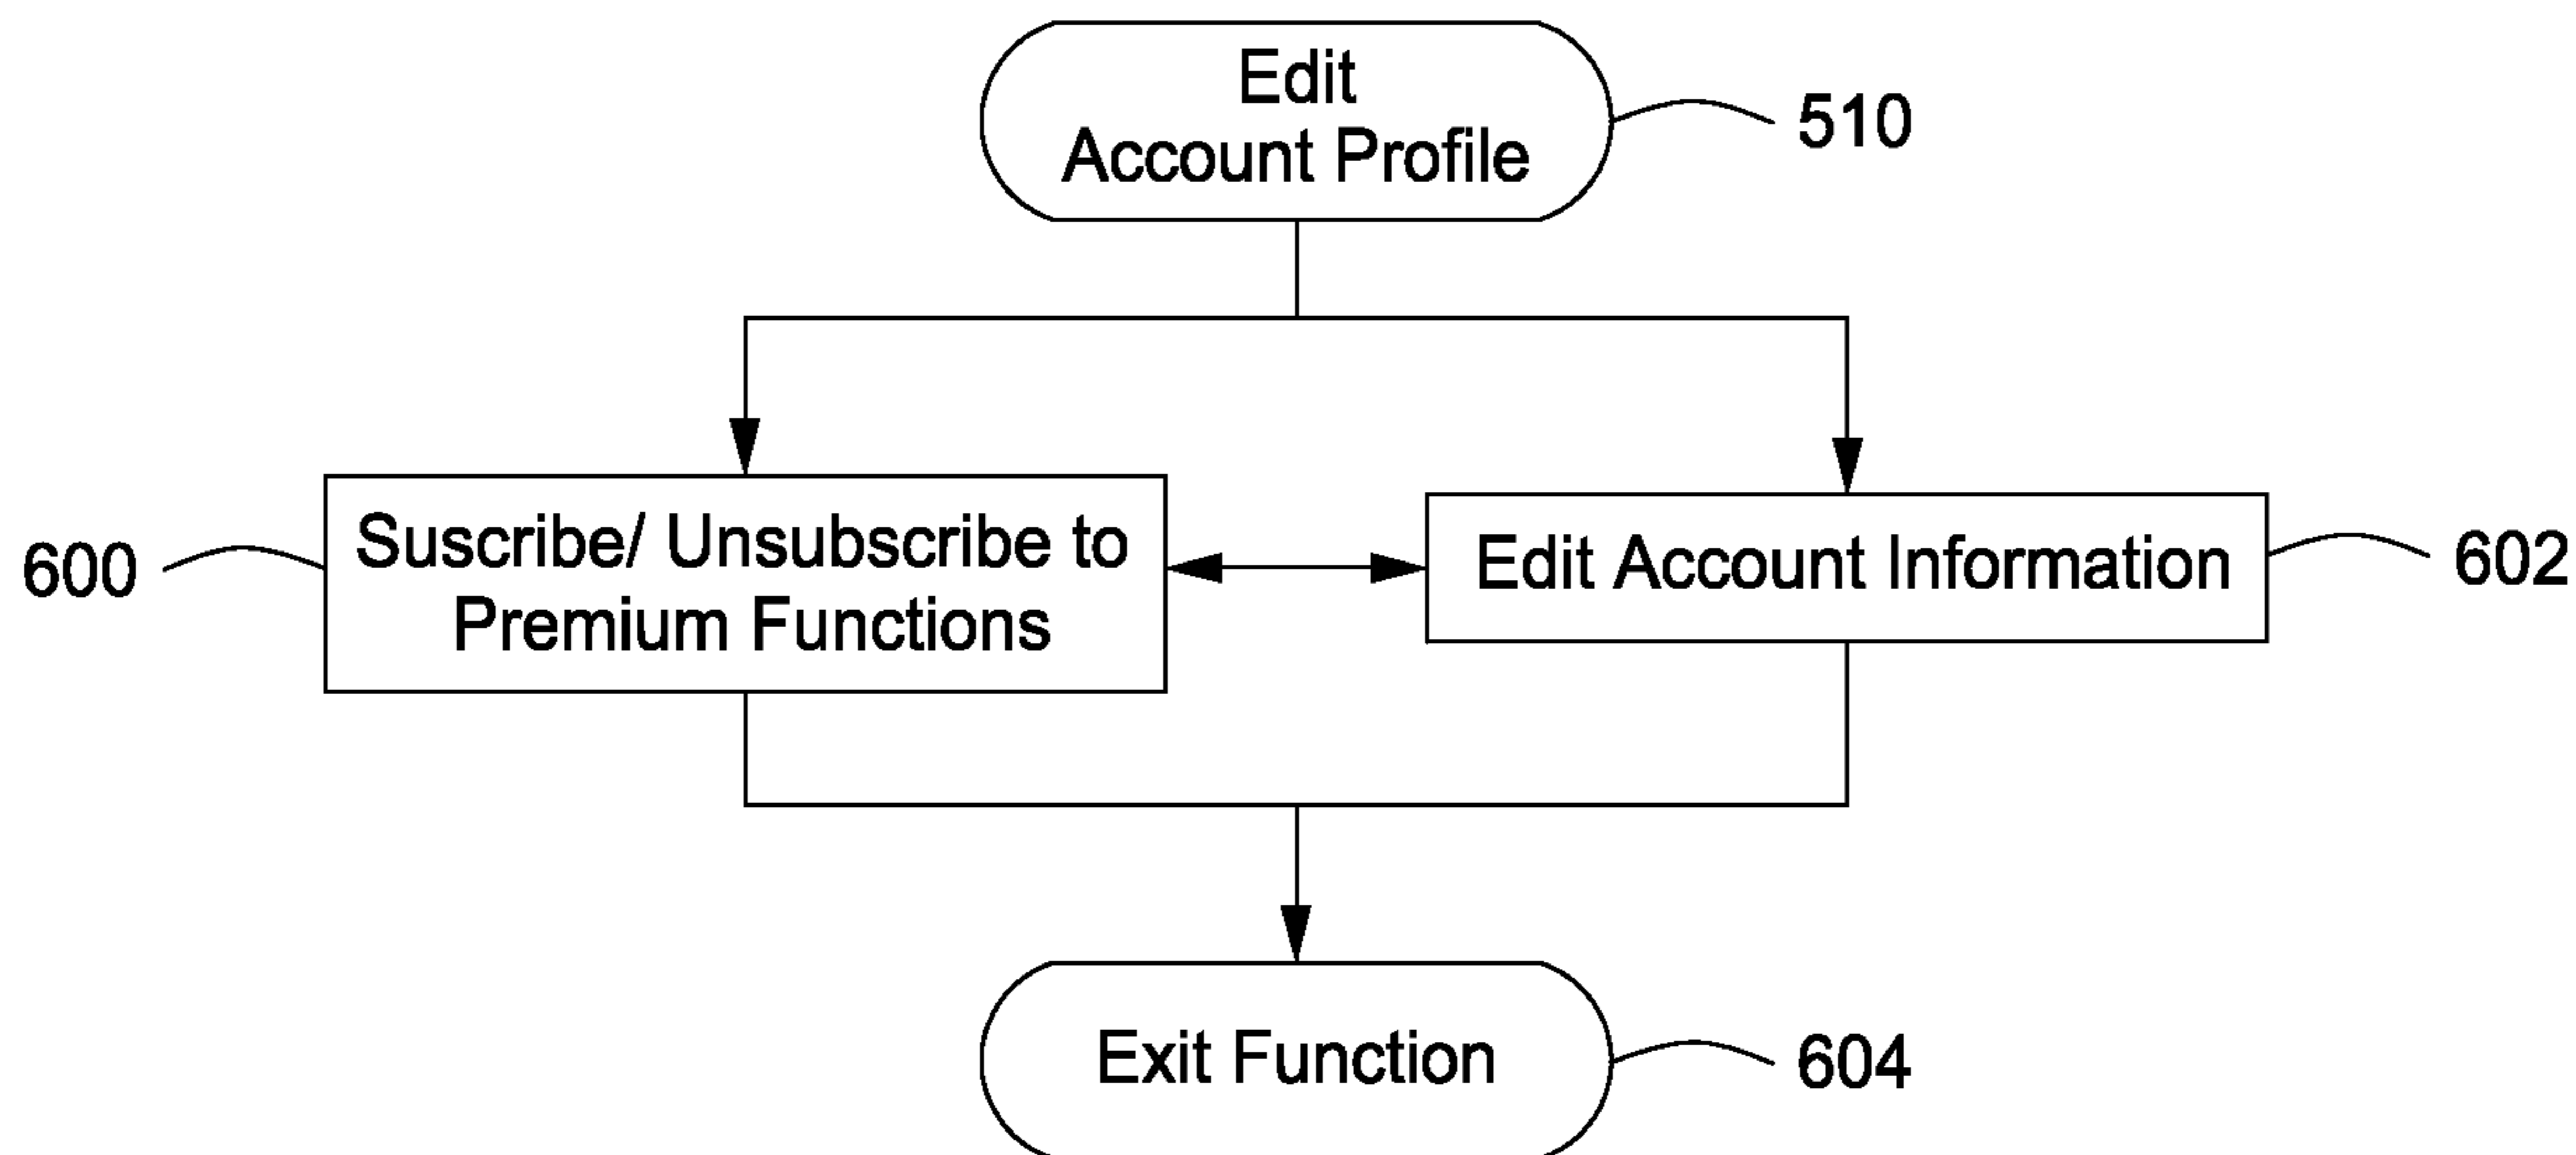 Edit
Account Profile
510
600
Suscribe/ Unsubscribe to
Premium Functions
Edit Account Information
602
Exit Function
604